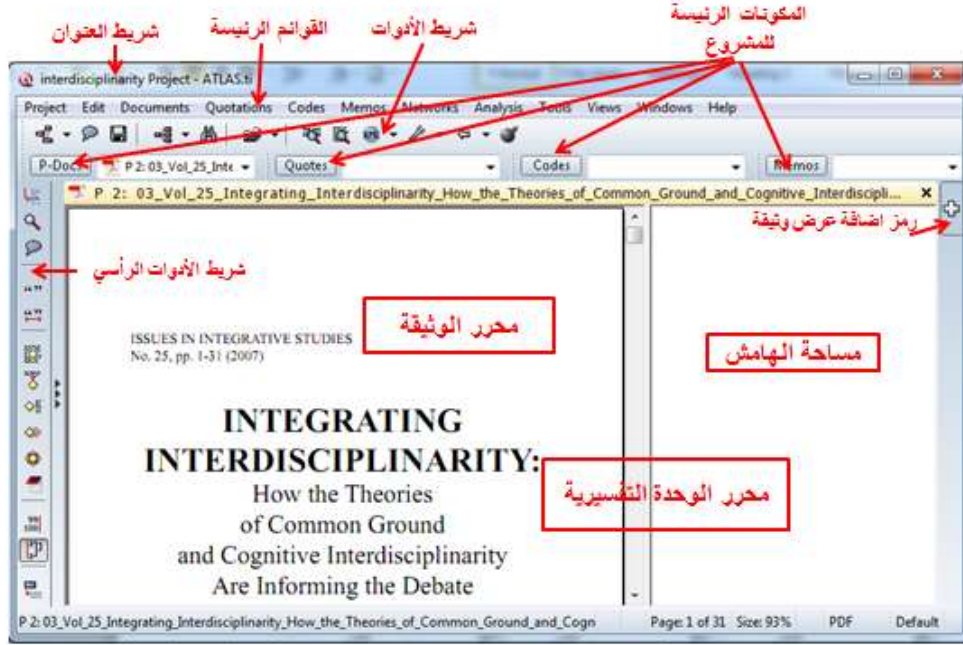 المكونات الرئيسة
للمشروع
شريط الأدوات
القوائم الرئيسة
شريط العنوان
interdisciplinarity Project - ATLAS.ti
Project Edit Documents Quotations Codes Memos Networks Analysis Tools Views Windows Help
P-Docs P 2: 03_Vol_25_Inte Quotes Codes Memos
P 2: 03_Vol_25_Integrating_Interdisciplinarity_How_the_Theories_of_Common_Ground_and_Cognitive_Interdiscipli...
رمز اضافة عرض وثيقة
شريط الأدوات الرأسي
محرر الوثيقة
ISSUES IN INTEGRATIVE STUDIES
No. 25, pp. 1-31 (2007)
مساحة الهامش
INTEGRATING
INTERDISCIPLINARITY:
محرر الوحدة التفسيرية
How the Theories
of Common Ground
and Cognitive Interdisciplinarity
Are Informing the Debate
P 2: 03_Vol_25_Integrating_Interdisciplinarity_How_the_Theories_of_Common_Ground_and_Cogn Page: 1 of 31 Size: 93% PDF Default